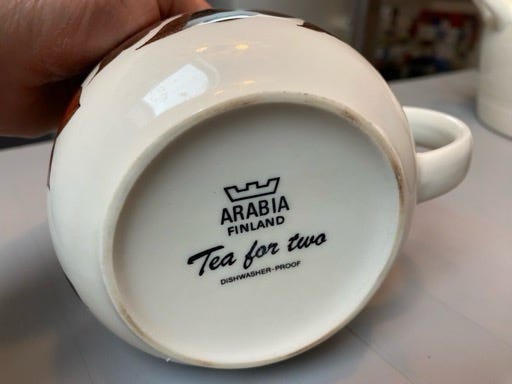 ARABIA
FINLAND
Tea for two
DISHWASHER-PROOF